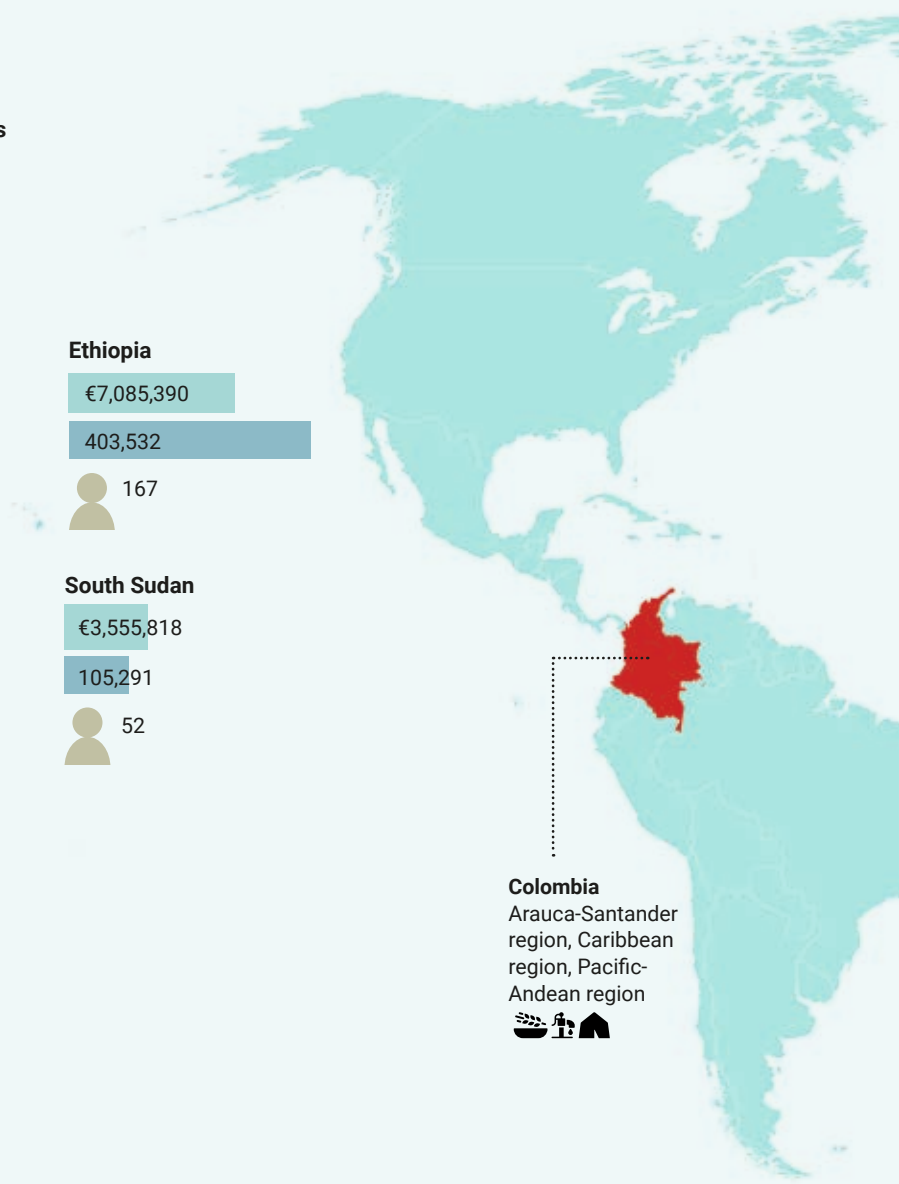 s
Ethiopia
€7,085,390
403,532
167
South Sudan
€3,555,818
105,291
52
Colombia
Arauca-Santander
region, Caribbean
region, Pacific-
Andean region